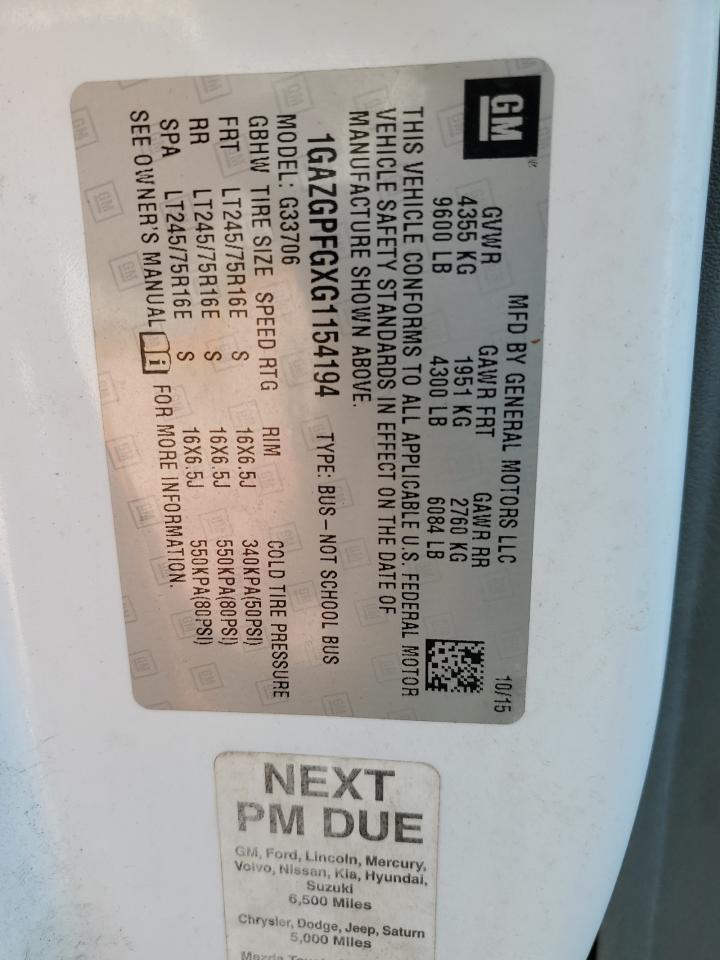 GM
MFD BY GENERAL MOTORS LLC 10/15
GVWR GAWR FRT GAWR RR
4355 KG 1951 KG 2760 KG
9600 LB 4300 LB 6084 LB
THIS VEHICLE CONFORMS TO ALL APPLICABLE U.S. FEDERAL MOTOR
VEHICLE SAFETY STANDARDS IN EFFECT ON THE DATE OF
MANUFACTURE SHOWN ABOVE.
1GAZGPFGXG1154194 TYPE: BUS – NOT SCHOOL BUS
MODEL: G33706
GBHW TIRE SIZE SPEED RTG RIM COLD TIRE PRESSURE
FRT LT245/75R16E S 16X6.5J 340KPA(50PSI)
RR LT245/75R16E S 16X6.5J 550KPA(80PSI)
SPA LT245/75R16E S 16X6.5J 550KPA(80PSI)
SEE OWNER'S MANUAL i FOR MORE INFORMATION.
NEXT
PM DUE
GM, Ford, Lincoln, Mercury,
Volvo, Nissan, Kia, Hyundai,
Suzuki
6,500 Miles
Chrysler, Dodge, Jeep, Saturn
5,000 Miles
Mazda